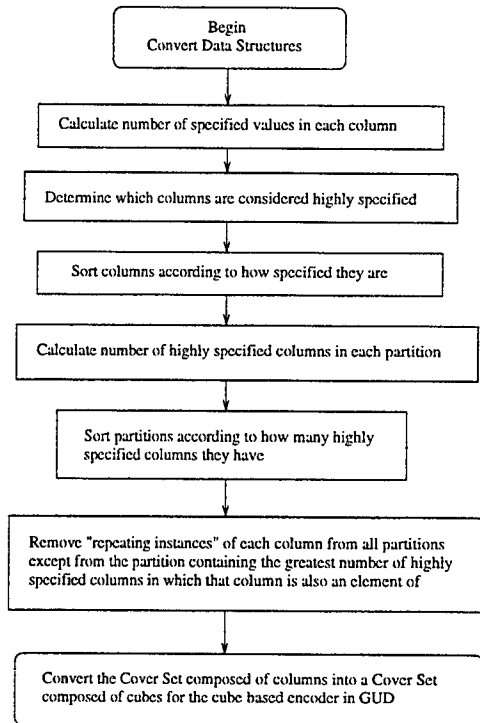 Begin
Convert Data Structures
Calculate number of specified values in each column
Determine which columns are considered highly specified
Sort columns according to how specified they are
Calculate number of highly specified columns in each partition
Sort partitions according to how many highly
specified columns they have
Remove "repeating instances" of each column from all partitions
except from the partition containing the greatest number of highly
specified columns in which that column is also an element of
Convert the Cover Set composed of columns into a Cover Set
composed of cubes for the cube based encoder in GUD